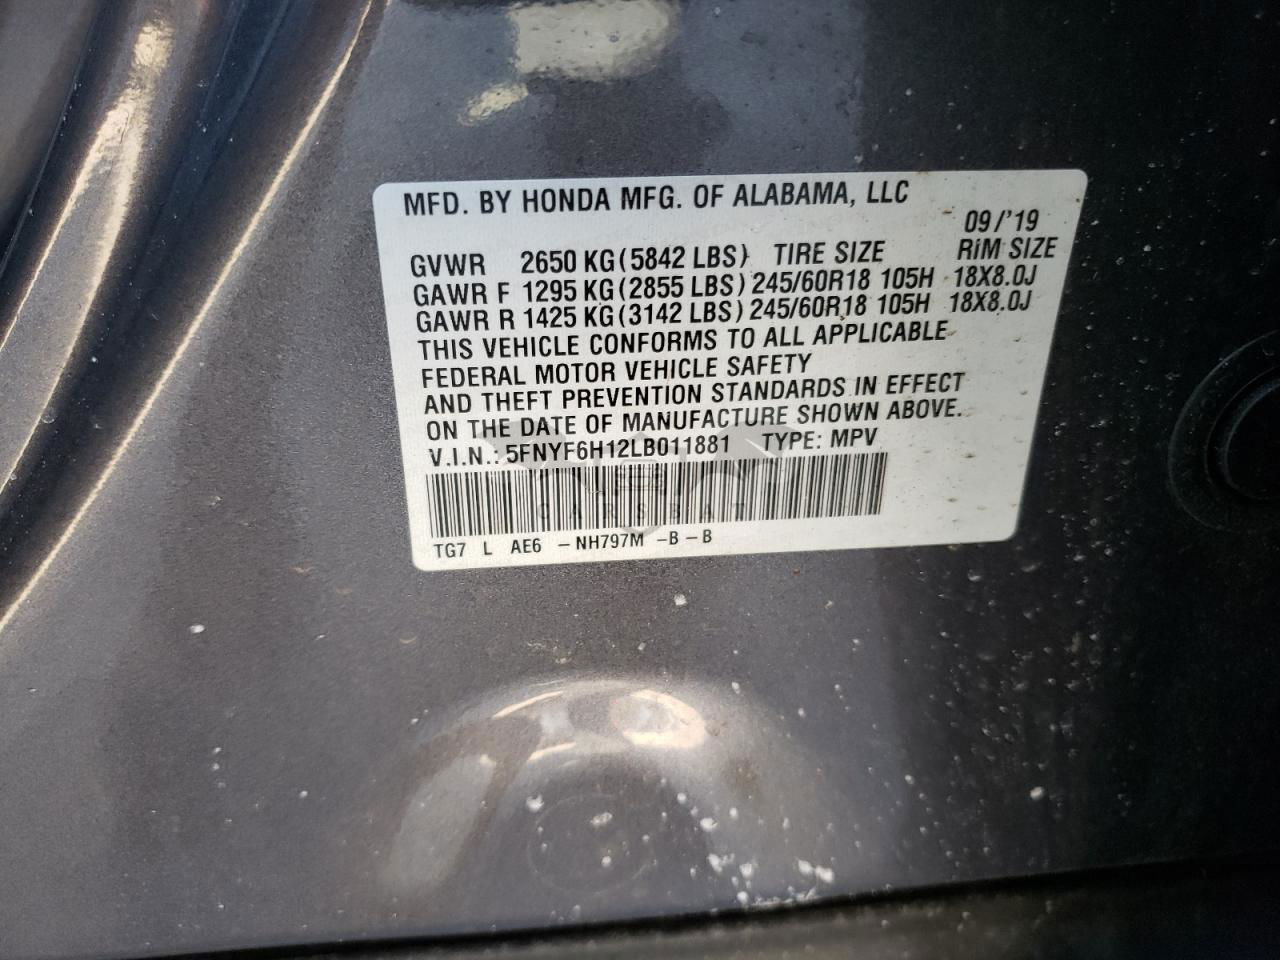 MFD. BY HONDA MFG. OF ALABAMA, LLC
09/'19
GVWR 2650 KG (5842 LBS) TIRE SIZE RIM SIZE
GAWR F 1295 KG (2855 LBS) 245/60R18 105H 18X8.0J
GAWR R 1425 KG (3142 LBS) 245/60R18 105H 18X8.0J
THIS VEHICLE CONFORMS TO ALL APPLICABLE
FEDERAL MOTOR VEHICLE SAFETY
AND THEFT PREVENTION STANDARDS IN EFFECT
ON THE DATE OF MANUFACTURE SHOWN ABOVE.
V.I.N.: 5FNYF6H12LB011881 TYPE: MPV
CARSBAT
TG7 L AE6 - NH797M - B - B